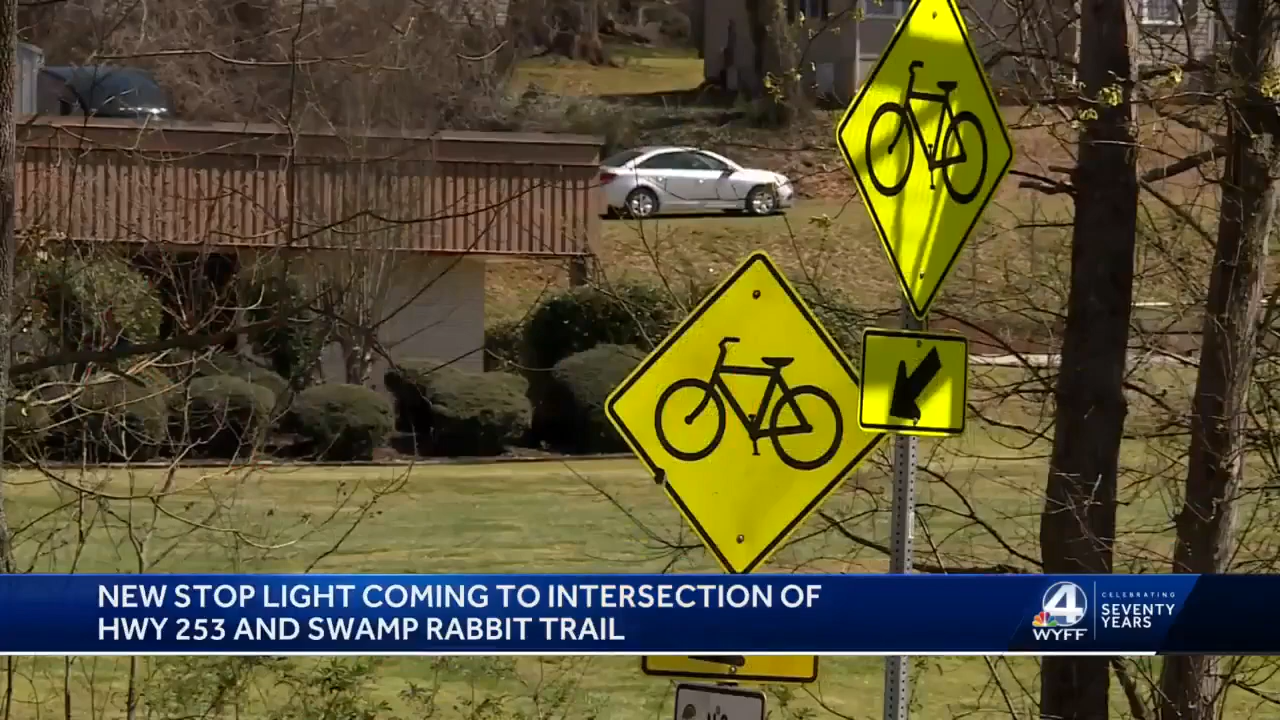 NEW STOP LIGHT COMING TO INTERSECTION OF
HWY 253 AND SWAMP RABBIT TRAIL
4
WYFF
CELEBRATING
SEVENTY
YEARS